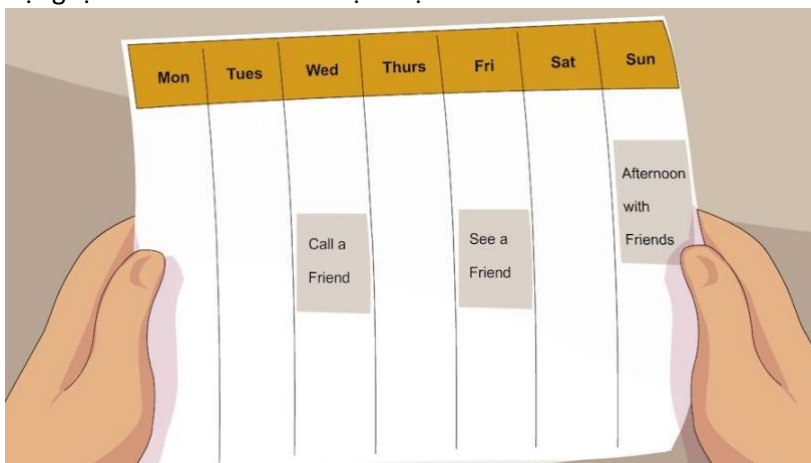 Mon Tues Wed Thurs Fri Sat Sun
Afternoon
with
Friends
Call a
Friend
See a
Friend